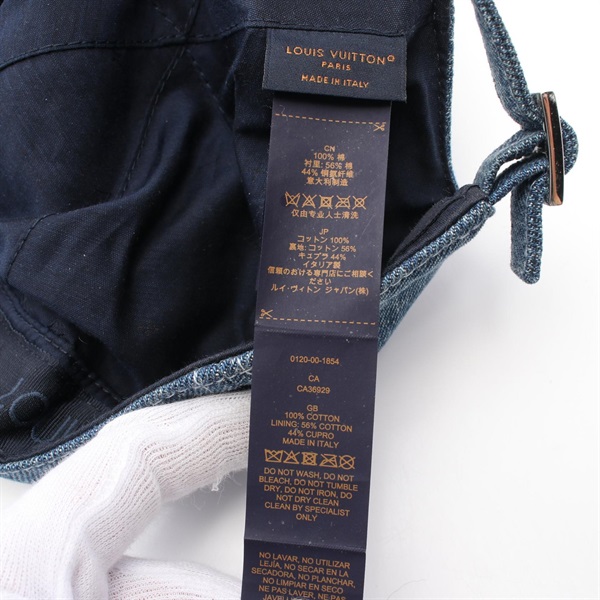 LOUIS VUITTON
PARIS
MADE IN ITALY
CN
100% 棉
衬里: 56% 棉
44% 铜氨纤维
意大利制造
仅由专业人士清洗
JP
コットン 100%
裏地: コットン 56%
キュプラ 44%
イタリア製
信頼のおける専門店にご相談く
ださい
ルイ・ヴィトン ジャパン(株)
0120-00-1854
CA
CA36929
GB
100% COTTON
LINING: 56% COTTON
44% CUPRO
MADE IN ITALY
DO NOT WASH, DO NOT
BLEACH, DO NOT TUMBLE
DRY, DO NOT IRON, DO
NOT DRY CLEAN
CLEAN BY SPECIALIST
ONLY
NO LAVAR, NO UTILIZAR
LEJÍA, NO SECAR EN LA
SECADORA, NO PLANCHAR,
NO LIMPIAR EN SECO